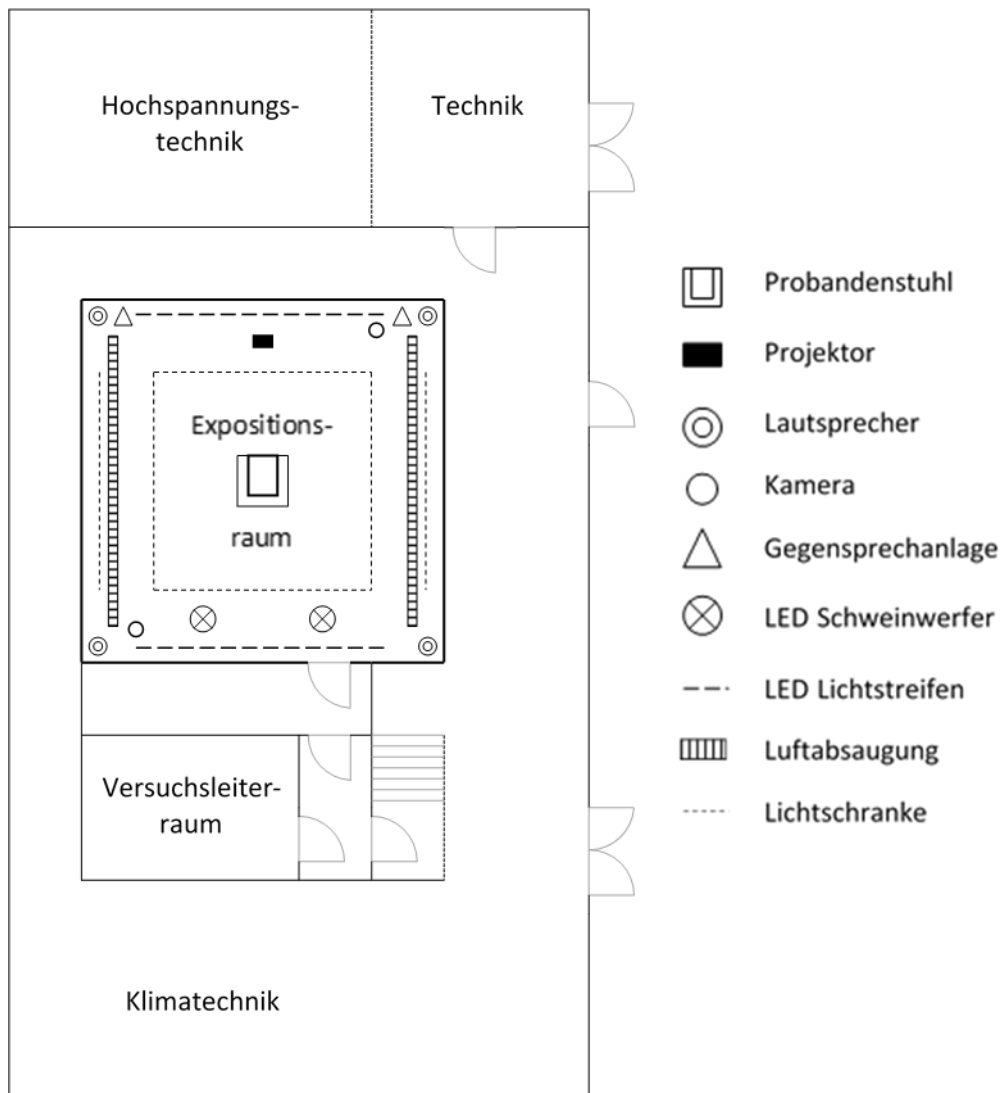 Hochspannungs-
technik
Technik
Expositions-
raum
Versuchsleiter-
raum
Klimatechnik
Probandenstuhl
Projektor
Lautsprecher
Kamera
Gegensprechanlage
LED Schweinwerfer
LED Lichtstreifen
Luftabsaugung
Lichtschranke